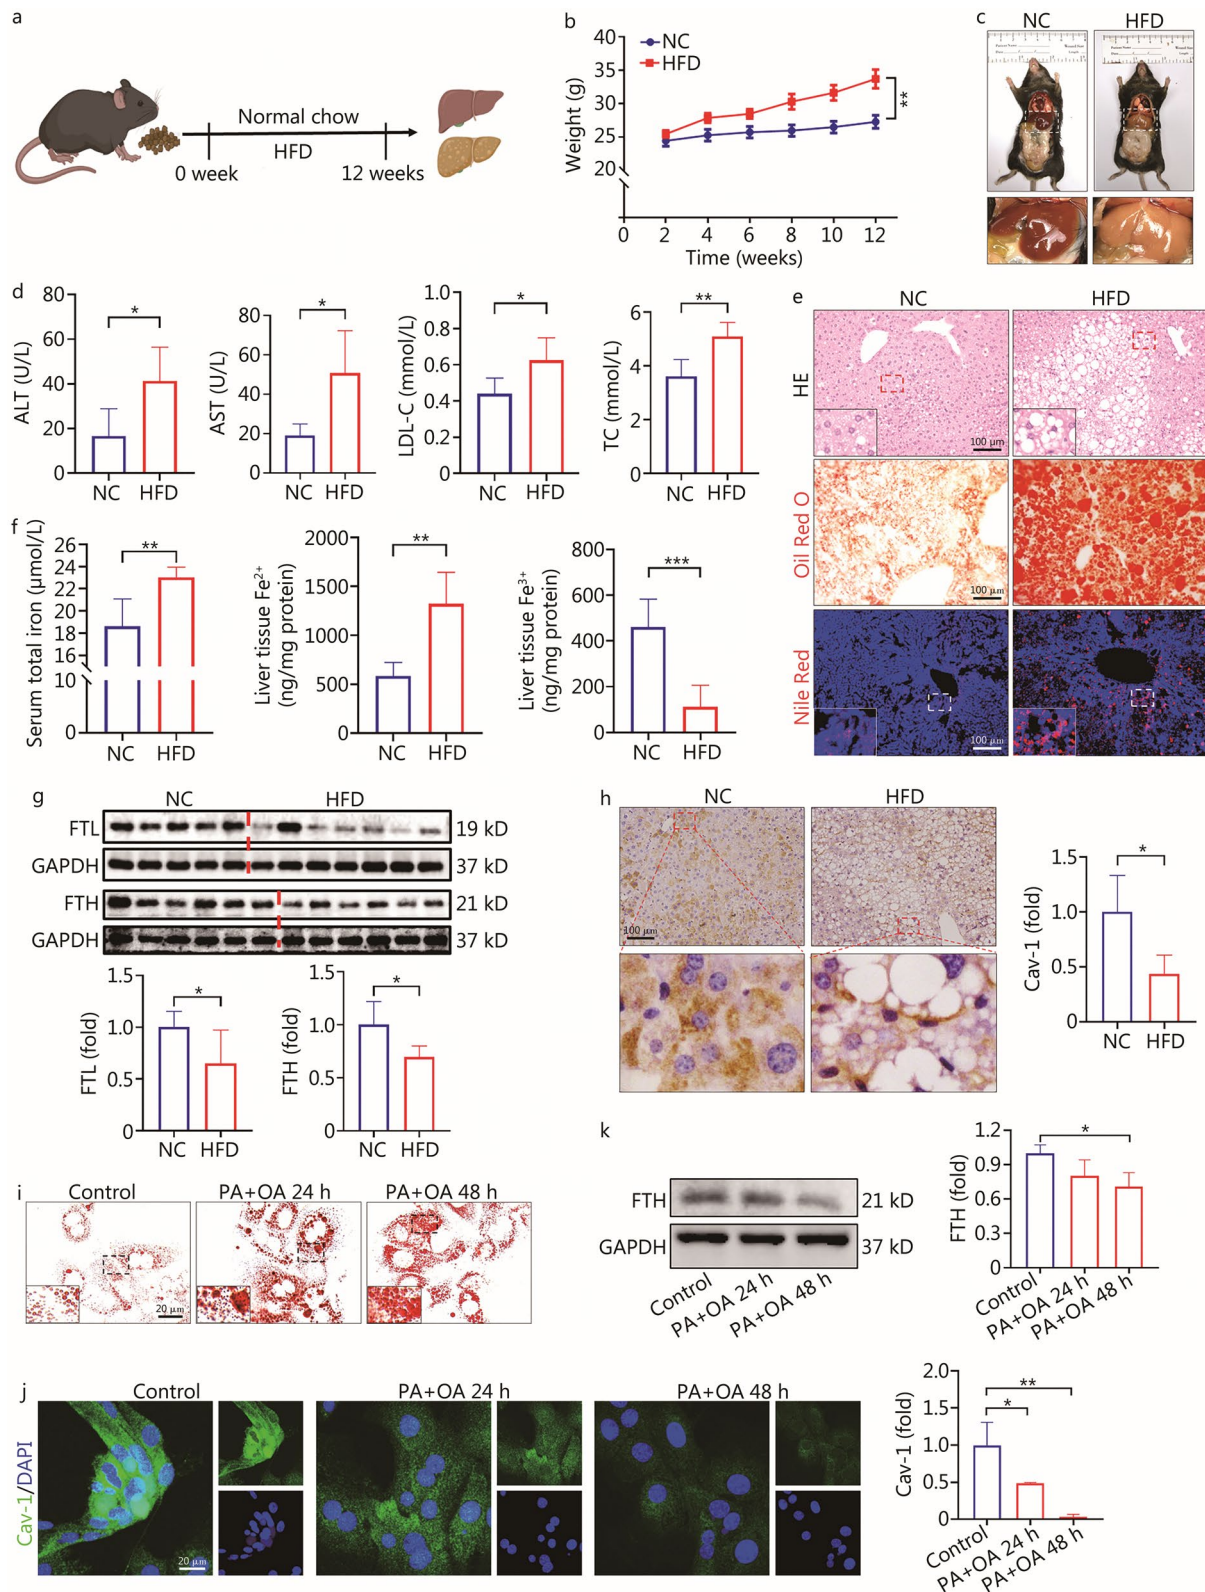 a
Normal chow
HFD
0 week
12 weeks
b
NC
HFD
40
35
30
25
20
Weight (g)
**
0 2 4 6 8 10 12
Time (weeks)
c
NC HFD
d
80
60
40
20
0
ALT (U/L)
*
NC HFD
80
60
40
20
0
AST (U/L)
*
NC HFD
1.0
0.8
0.6
0.4
0.2
0
LDL-C (mmol/L)
*
NC HFD
6
4
2
0
TC (mmol/L)
**
NC HFD
e
NC HFD
HE
100 μm
100 μm
Oil Red O
100 μm
100 μm
Nile Red
100 μm
f
26
24
22
20
18
16
10
0
Serum total iron (μmol/L)
**
NC HFD
2000
1500
1000
500
0
Liver tissue Fe²⁺
(ng/mg protein)
**
NC HFD
800
600
400
200
0
Liver tissue Fe³⁺
(ng/mg protein)
***
NC HFD
g
NC HFD
FTL 19 kD
GAPDH 37 kD
FTH 21 kD
GAPDH 37 kD
1.5
1.0
0.5
0
FTL (fold)
*
NC HFD
1.5
1.0
0.5
0
FTH (fold)
*
NC HFD
h
NC HFD
100 μm
1.5
1.0
0.5
0
Cav-1 (fold)
*
NC HFD
i
Control PA+OA 24 h PA+OA 48 h
20 μm
k
FTH 21 kD
GAPDH 37 kD
Control
PA+OA 24 h
PA+OA 48 h
1.2
0.9
0.6
0.3
0
FTH (fold)
*
Control
PA+OA 24 h
PA+OA 48 h
j
Control PA+OA 24 h PA+OA 48 h
Cav-1/DAPI
20 μm
2.0
1.5
1.0
0.5
0
Cav-1 (fold)
**
*
Control
PA+OA 24 h
PA+OA 48 h